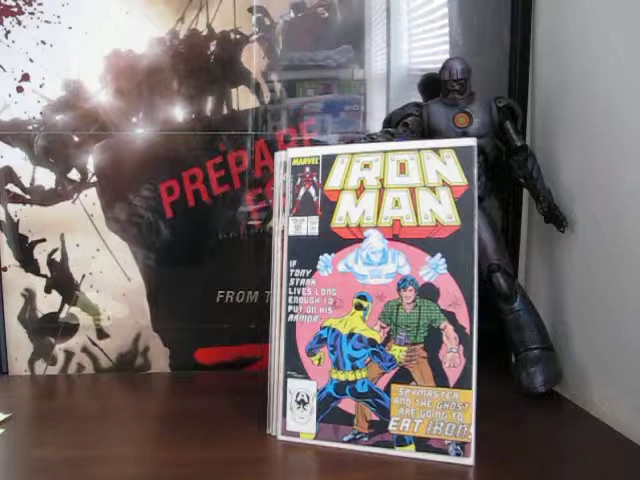 PREPARE
FROM T
MARVEL
IRON
MAN
IF
TONY
STARK
LIVES LONG
ENOUGH TO
PUT ON HIS
ARMOR...
SPYMASTER
AND THE GHOST
ARE GOING TO
EAT IRON!